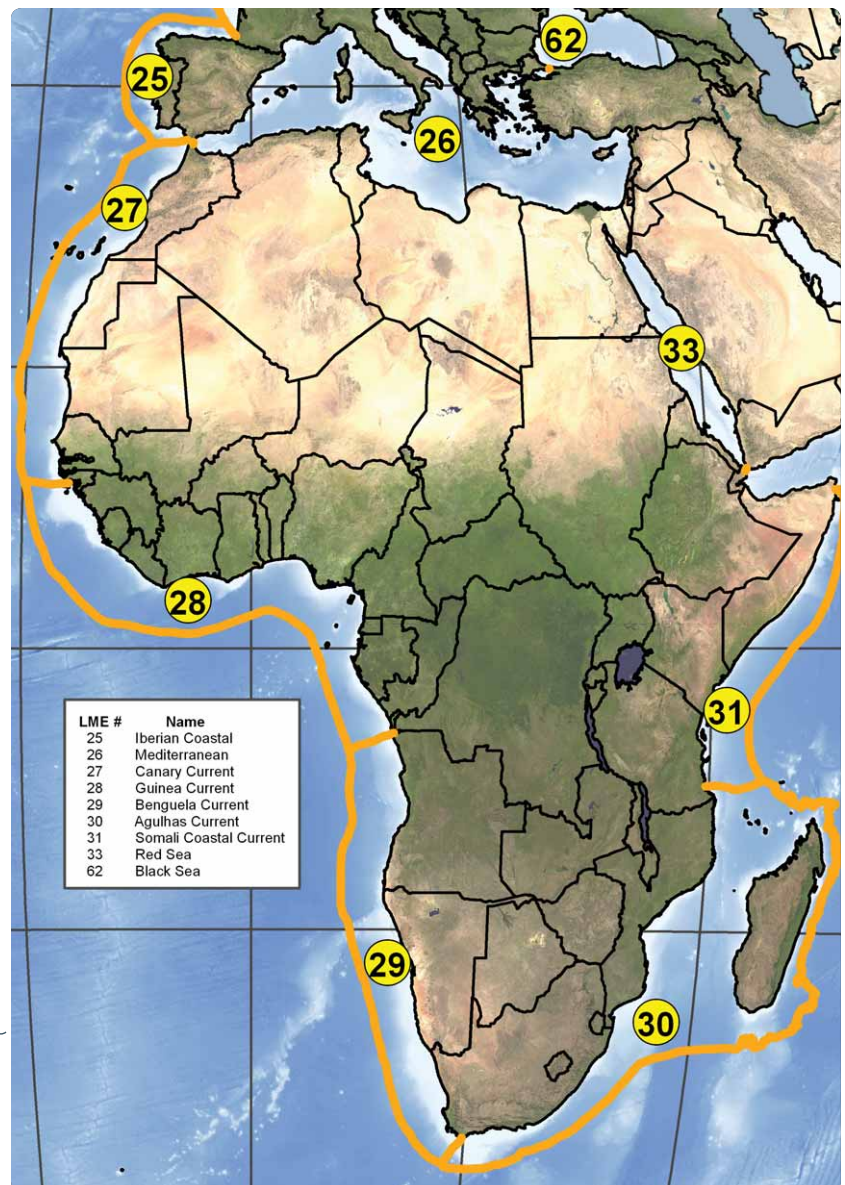 62
25
26
27
33
28
31
LME # Name
25 Iberian Coastal
26 Mediterranean
27 Canary Current
28 Guinea Current
29 Benguela Current
30 Agulhas Current
31 Somali Coastal Current
33 Red Sea
62 Black Sea
29
30